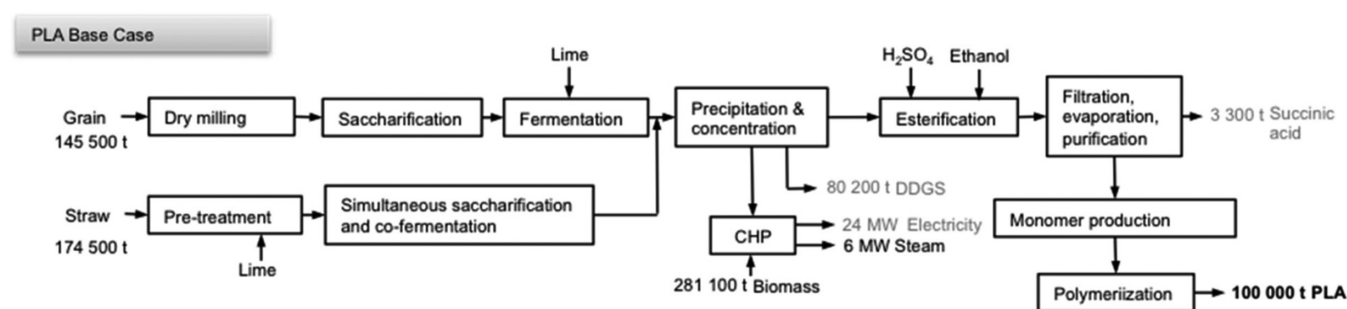 PLA Base Case
Lime
H₂SO₄ Ethanol
Grain
145 500 t
Dry milling
Saccharification
Fermentation
Precipitation &
concentration
Esterification
Filtration,
evaporation,
purification
3 300 t Succinic
acid
80 200 t DDGS
Straw
174 500 t
Pre-treatment
Lime
Simultaneous saccharification
and co-fermentation
CHP
24 MW Electricity
6 MW Steam
281 100 t Biomass
Monomer production
Polymeriization
100 000 t PLA